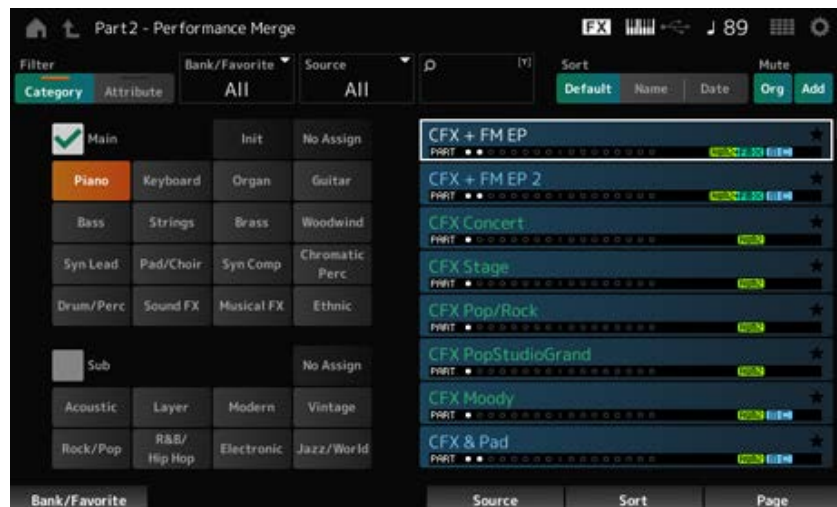 Part2 - Performance Merge
FX
89
Filter
Bank/Favorite
Source
[Y]
Sort
Mute
Category
Attribute
All
All
Default
Name
Date
Org
Add
Main
Init
No Assign
Piano
Keyboard
Organ
Guitar
Bass
Strings
Brass
Woodwind
Syn Lead
Pad/Choir
Syn Comp
Chromatic
Perc
Drum/Perc
Sound FX
Musical FX
Ethnic
Sub
No Assign
Acoustic
Layer
Modern
Vintage
Rock/Pop
R&B/
Hip Hop
Electronic
Jazz/World
CFX + FM EP
PART
CFX + FM EP 2
PART
CFX Concert
PART
CFX Stage
PART
CFX Pop/Rock
PART
CFX PopStudioGrand
PART
CFX Moody
PART
CFX & Pad
PART
Bank/Favorite
Source
Sort
Page